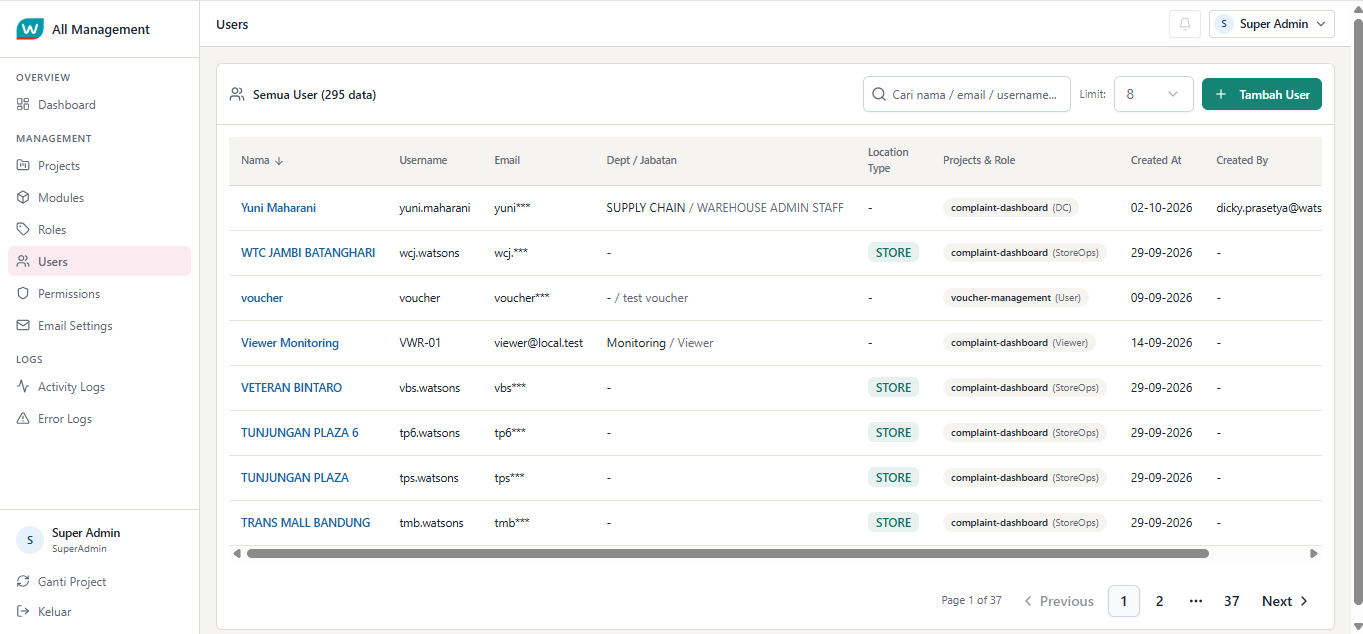 W All Management
Users
S Super Admin
OVERVIEW
Dashboard
MANAGEMENT
Projects
Modules
Roles
Users
Permissions
Email Settings
LOGS
Activity Logs
Error Logs
S Super Admin
SuperAdmin
Ganti Project
Keluar
Semua User (295 data)
Cari nama / email / username...
Limit: 8
+ Tambah User
Nama ↓ Username Email Dept / Jabatan Location Type Projects & Role Created At Created By
Yuni Maharani yuni.maharani yuni*** SUPPLY CHAIN / WAREHOUSE ADMIN STAFF - complaint-dashboard (DC) 02-10-2026 dicky.prasetya@wats
WTC JAMBI BATANGHARI wcj.watsons wcj.*** - STORE complaint-dashboard (StoreOps) 29-09-2026 -
voucher voucher voucher*** - / test voucher - voucher-management (User) 09-09-2026 -
Viewer Monitoring VWR-01 viewer@local.test Monitoring / Viewer - complaint-dashboard (Viewer) 14-09-2026 -
VETERAN BINTARO vbs.watsons vbs*** - STORE complaint-dashboard (StoreOps) 29-09-2026 -
TUNJUNGAN PLAZA 6 tp6.watsons tp6*** - STORE complaint-dashboard (StoreOps) 29-09-2026 -
TUNJUNGAN PLAZA tps.watsons tps*** - STORE complaint-dashboard (StoreOps) 29-09-2026 -
TRANS MALL BANDUNG tmb.watsons tmb*** - STORE complaint-dashboard (StoreOps) 29-09-2026 -
Page 1 of 37 Previous 1 2 ••• 37 Next